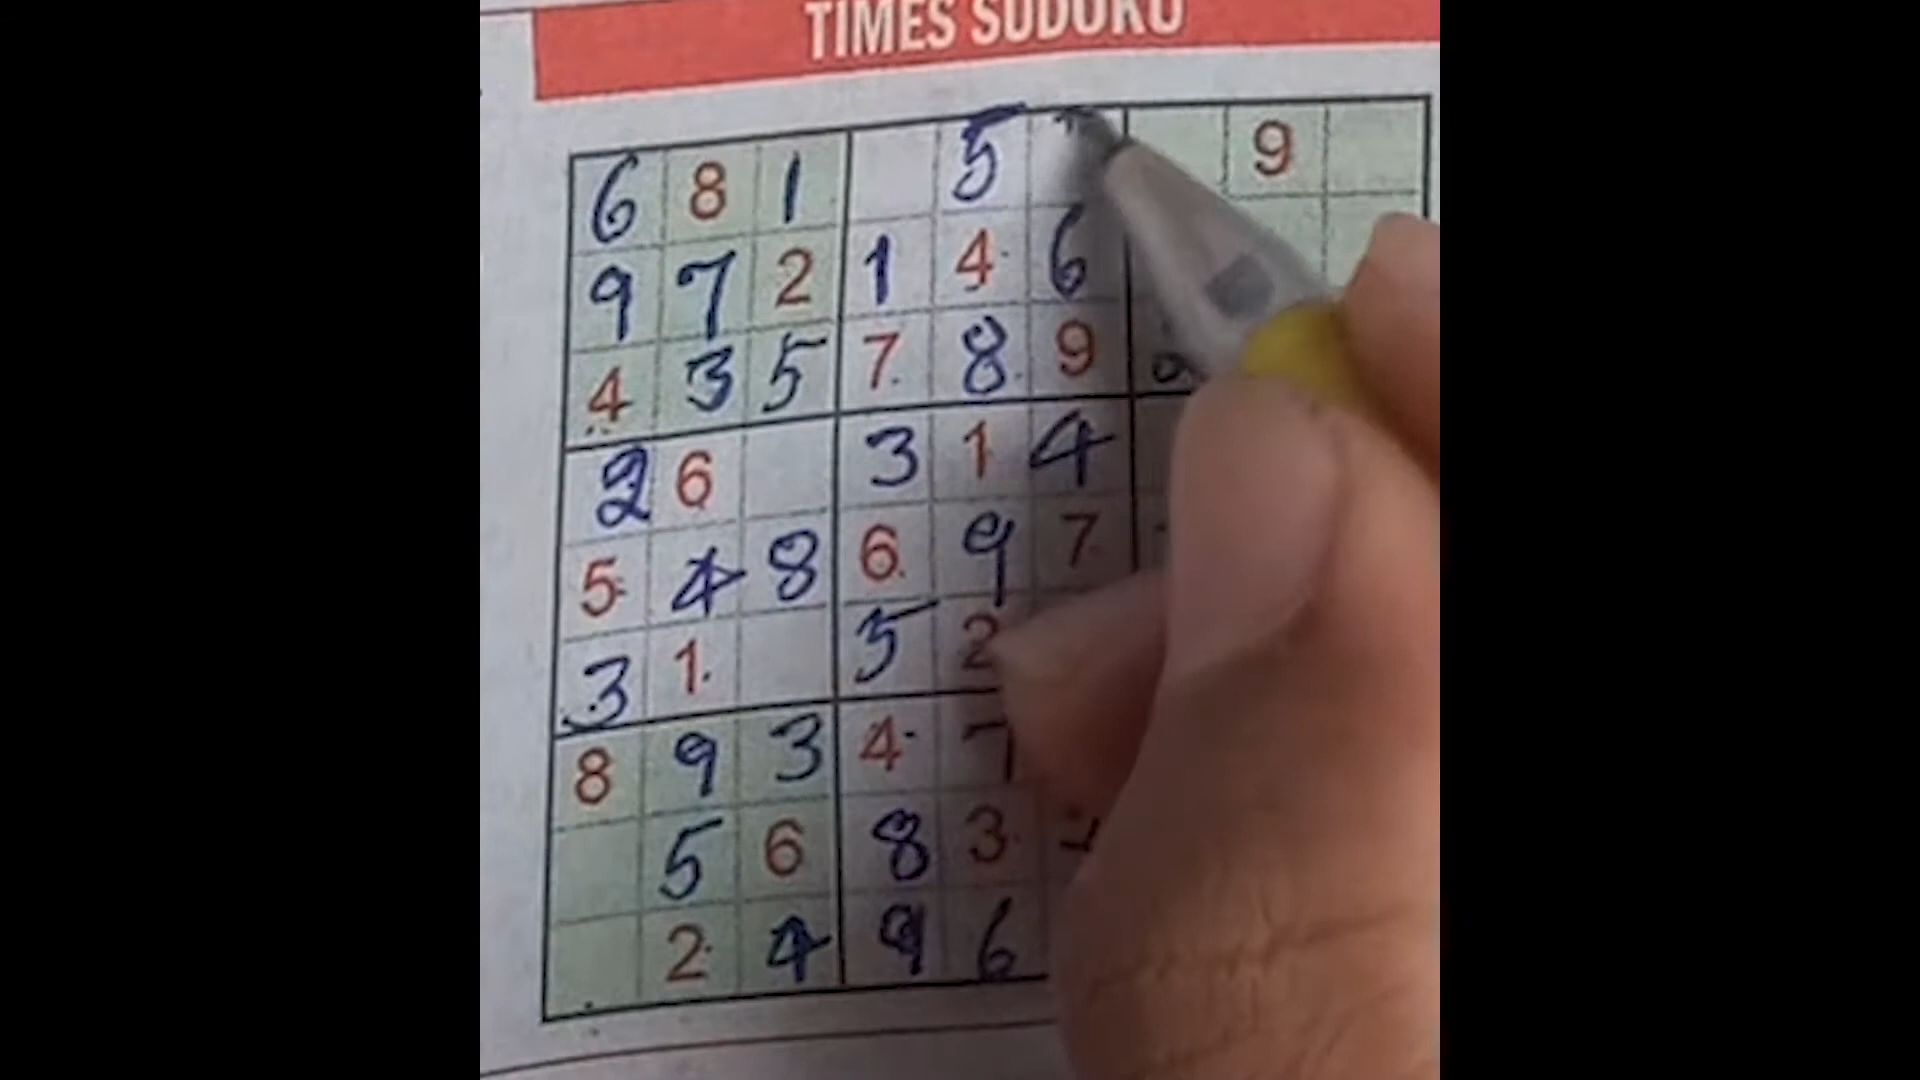 TIMES SUDOKU
6 8 1 5 9
9 7 2 1 4 6
4 3 5 7 8 9
2 6 3 1 4
5 4 8 6 9 7
3 1 5 2
8 9 3 4 7
5 6 8 3
2 4 9 6